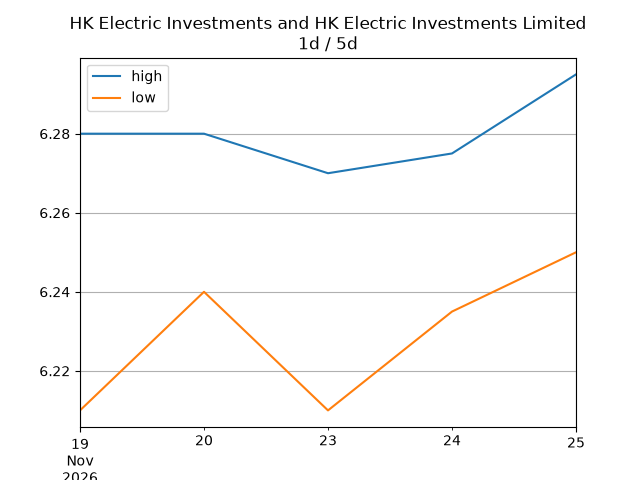 HK Electric Investments and HK Electric Investments Limited
1d / 5d
high
low
6.28
6.26
6.24
6.22
19 20 23 24 25
Nov
2026